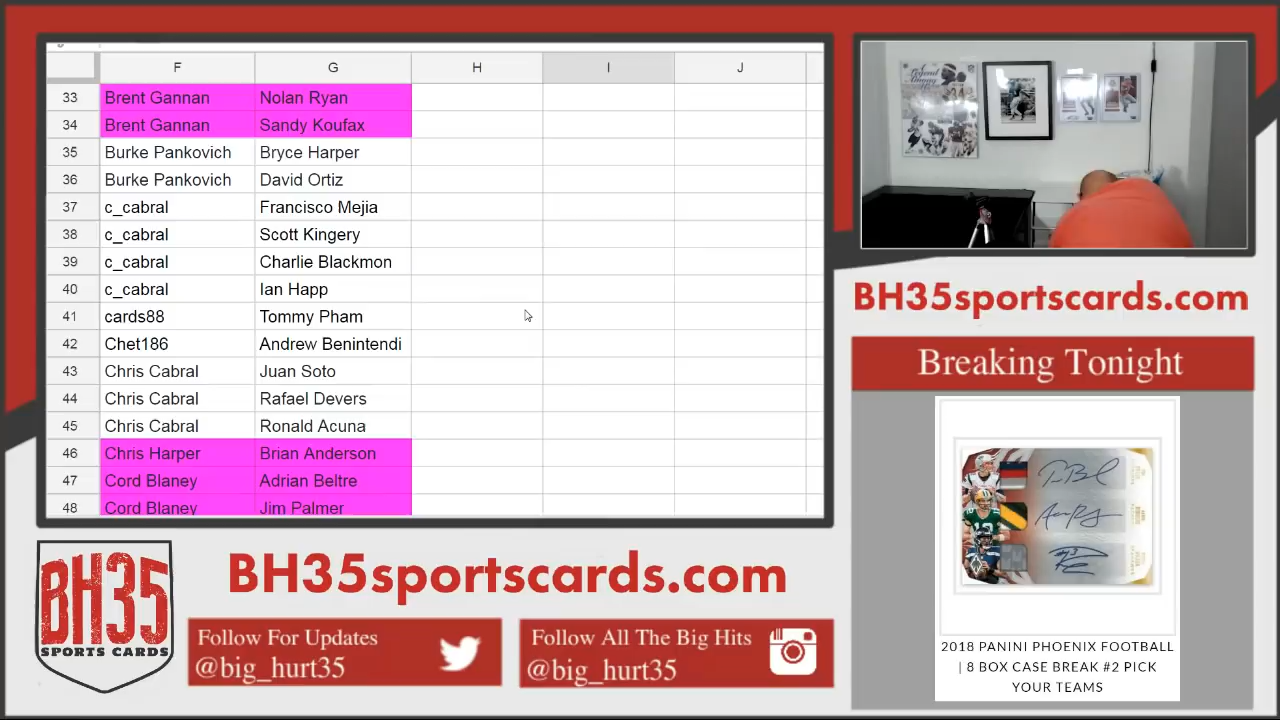 F G H I J
33 Brent Gannan Nolan Ryan
34 Brent Gannan Sandy Koufax
35 Burke Pankovich Bryce Harper
36 Burke Pankovich David Ortiz
37 c_cabral Francisco Mejia
38 c_cabral Scott Kingery
39 c_cabral Charlie Blackmon
40 c_cabral Ian Happ
41 cards88 Tommy Pham
42 Chet186 Andrew Benintendi
43 Chris Cabral Juan Soto
44 Chris Cabral Rafael Devers
45 Chris Cabral Ronald Acuna
46 Chris Harper Brian Anderson
47 Cord Blaney Adrian Beltre
48 Cord Blaney Jim Palmer
BH35sportscards.com
Breaking Tonight
2018 PANINI PHOENIX FOOTBALL
| 8 BOX CASE BREAK #2 PICK
YOUR TEAMS
BH35
SPORTS CARDS
BH35sportscards.com
Follow For Updates
@big_hurt35
Follow All The Big Hits
@big_hurt35